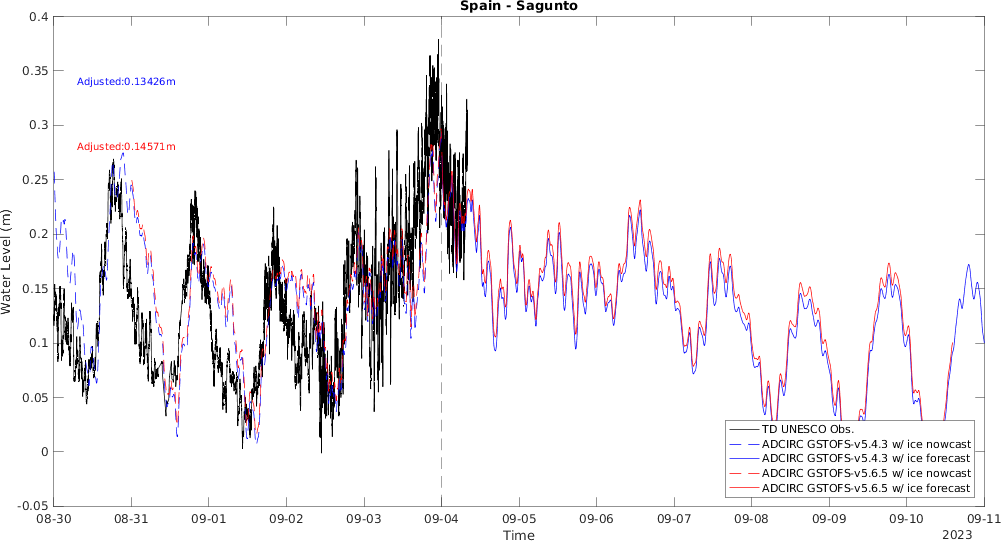 Spain - Sagunto
0.4
0.35
0.3
0.25
0.2
0.15
0.1
0.05
0
-0.05
Water Level (m)
Adjusted:0.13426m
Adjusted:0.14571m
TD UNESCO Obs.
ADCIRC GSTOFS-v5.4.3 w/ ice nowcast
ADCIRC GSTOFS-v5.4.3 w/ ice forecast
ADCIRC GSTOFS-v5.6.5 w/ ice nowcast
ADCIRC GSTOFS-v5.6.5 w/ ice forecast
08-30 08-31 09-01 09-02 09-03 09-04 09-05 09-06 09-07 09-08 09-09 09-10 09-11
Time
2023